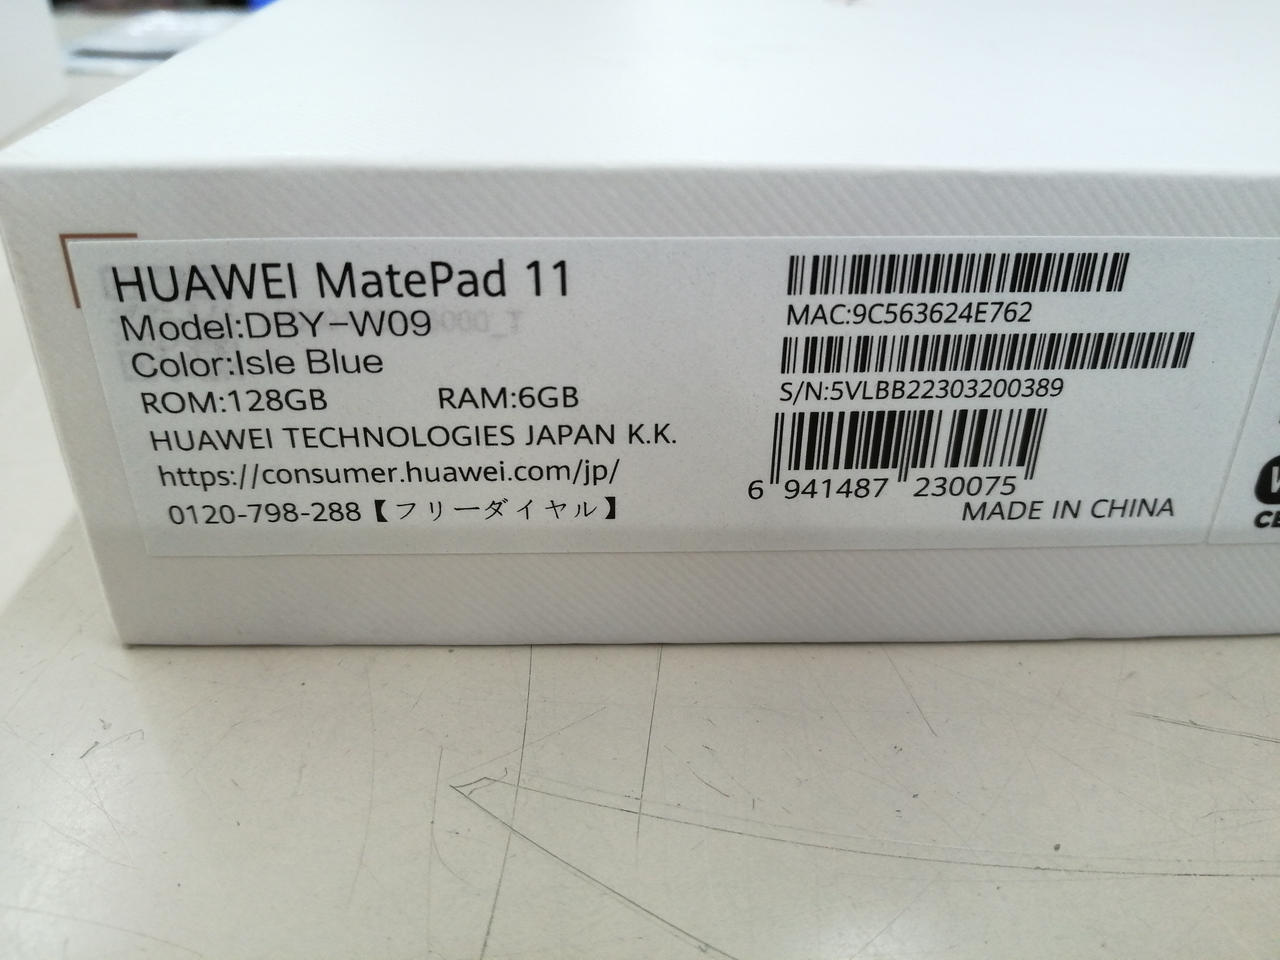 HUAWEI MatePad 11
Model:DBY-W09
Color:Isle Blue
ROM:128GB RAM:6GB
HUAWEI TECHNOLOGIES JAPAN K.K.
https://consumer.huawei.com/jp/
0120-798-288【フリーダイヤル】
MAC:9C563624E762
S/N:5VLBB22303200389
6 941487 230075
MADE IN CHINA